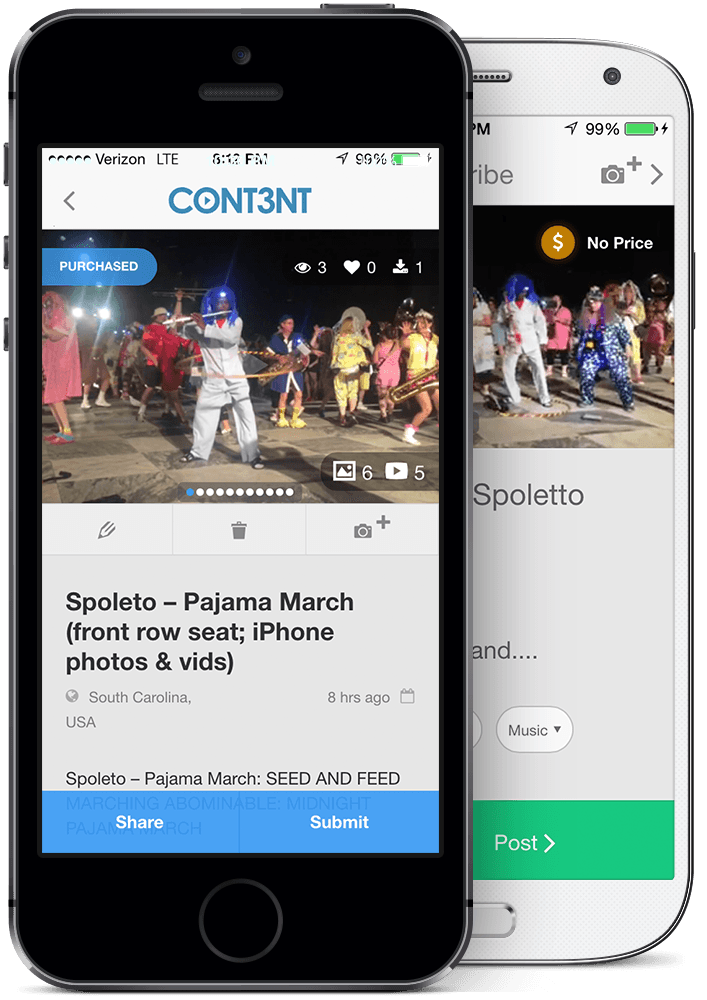 Verizon LTE 6:12 PM 99%
CONT3NT
PURCHASED
3 0 1
6 5
Spoleto – Pajama March
(front row seat; iPhone
photos & vids)
South Carolina,
USA
8 hrs ago
Spoleto – Pajama March: SEED AND FEED
MARCHING ABOMINABLE: MIDNIGHT
PAJAMA MARCH
Share Submit
PM 99%
ribe
$ No Price
Spoletto
and....
Music
Post